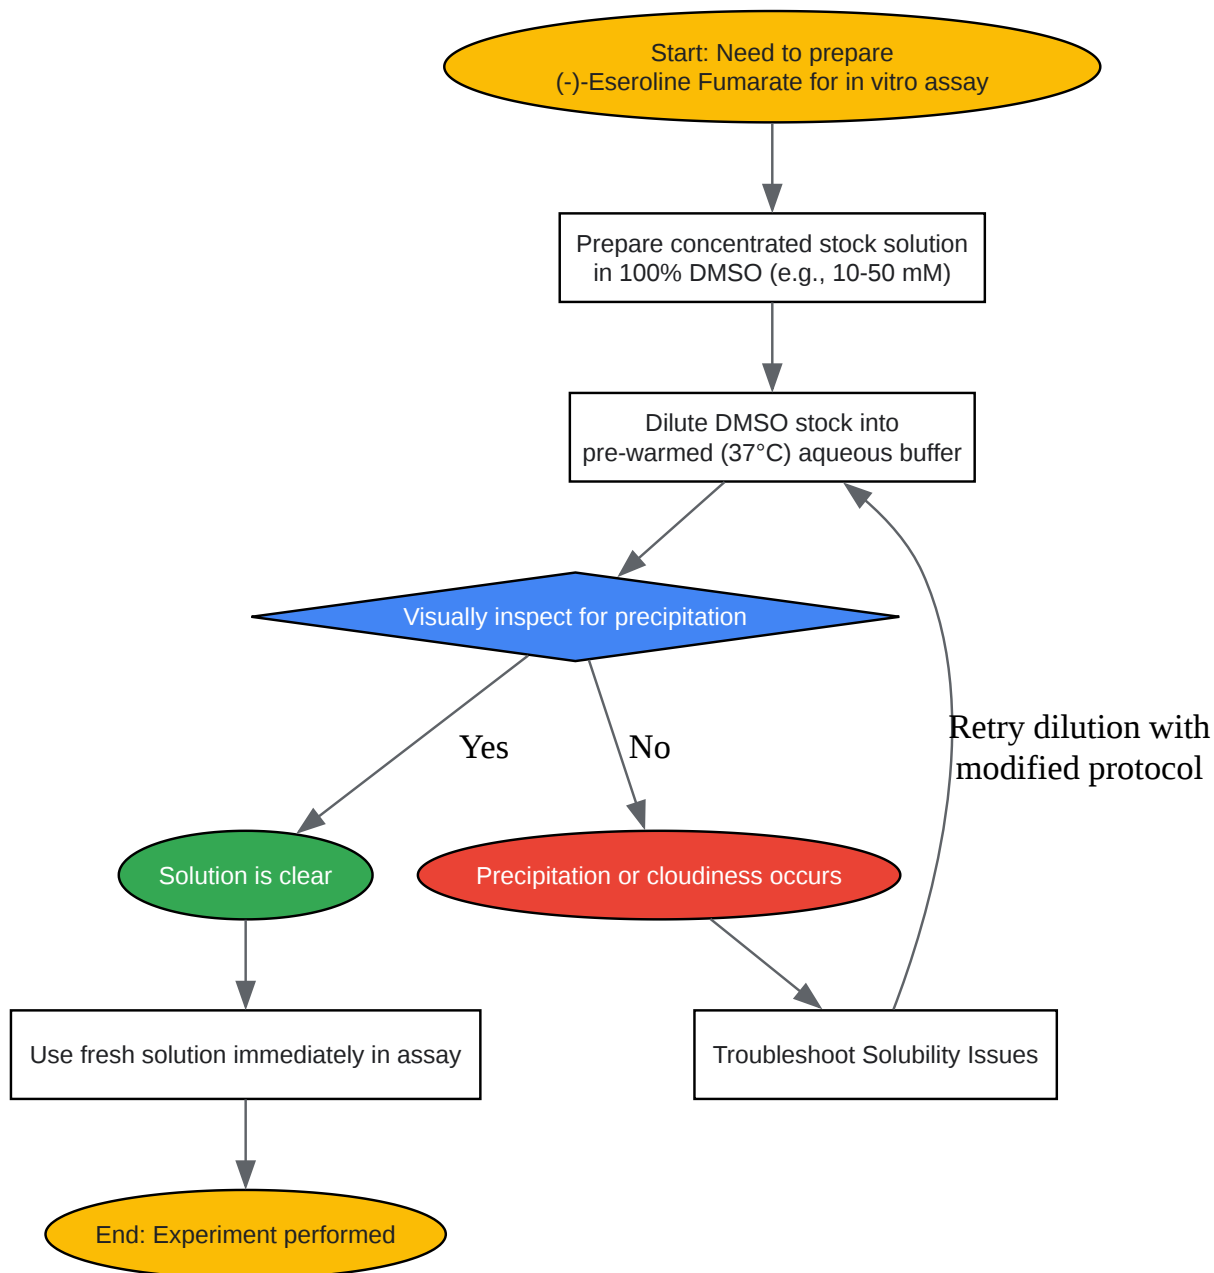 Start: Need to prepare
(-)-Eseroline Fumarate for in vitro assay
Prepare concentrated stock solution
in 100% DMSO (e.g., 10-50 mM)
Dilute DMSO stock into
pre-warmed (37°C) aqueous buffer
Visually inspect for precipitation
Yes
No
Retry dilution with
modified protocol
Solution is clear
Precipitation or cloudiness occurs
Use fresh solution immediately in assay
Troubleshoot Solubility Issues
End: Experiment performed